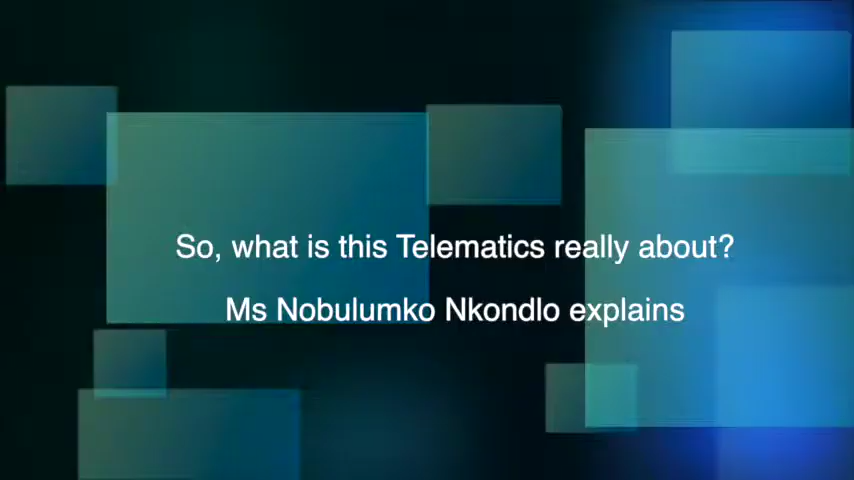 So, what is this Telematics really about?
Ms Nobulumko Nkondlo explains